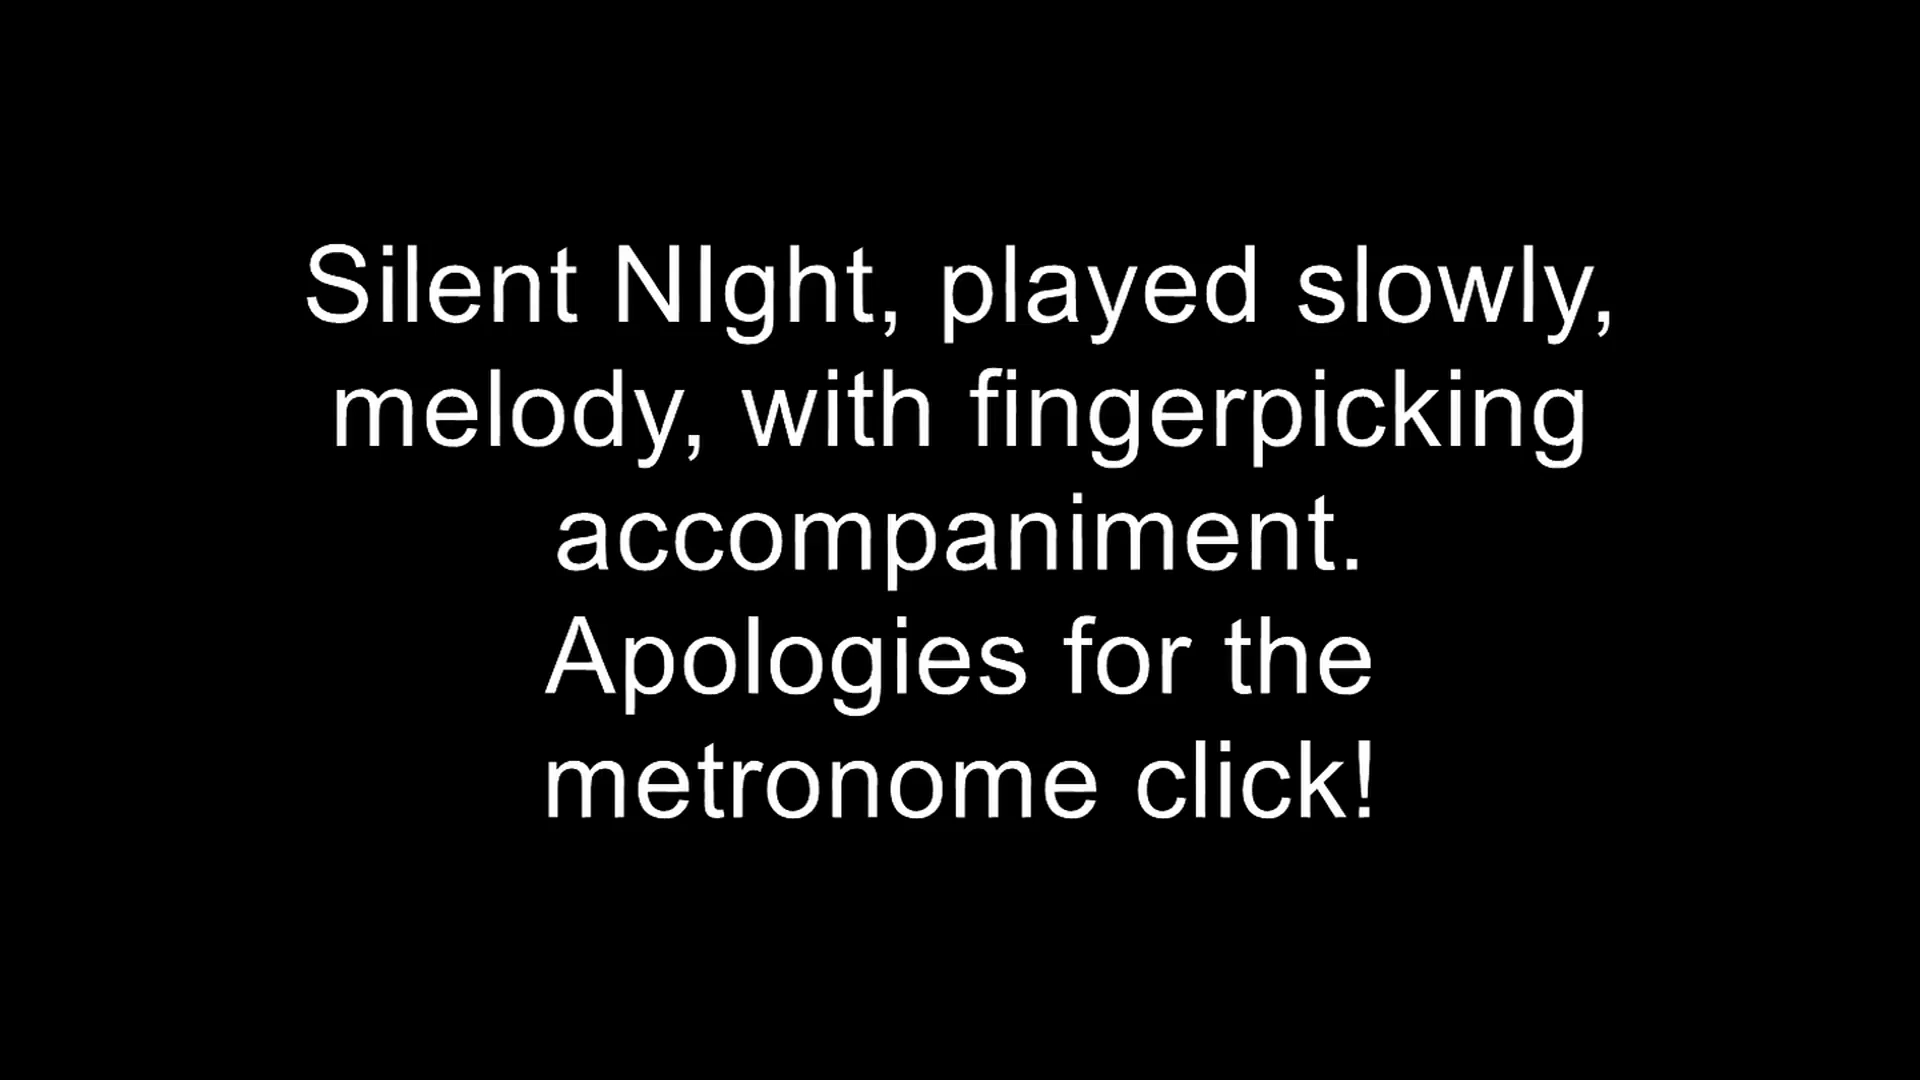 Silent NIght, played slowly,
melody, with fingerpicking
accompaniment.
Apologies for the
metronome click!